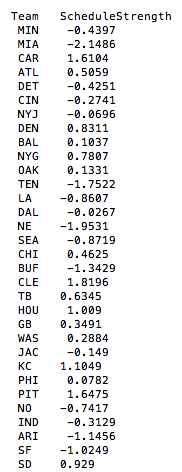 Team ScheduleStrength
MIN -0.4397
MIA -2.1486
CAR 1.6104
ATL 0.5059
DET -0.4251
CIN -0.2741
NYJ -0.0696
DEN 0.8311
BAL 0.1037
NYG 0.7807
OAK 0.1331
TEN -1.7522
LA -0.8607
DAL -0.0267
NE -1.9531
SEA -0.8719
CHI 0.4625
BUF -1.3429
CLE 1.8196
TB 0.6345
HOU 1.009
GB 0.3491
WAS 0.2884
JAC -0.149
KC 1.1049
PHI 0.0782
PIT 1.6475
NO -0.7417
IND -0.3129
ARI -1.1456
SF -1.0249
SD 0.929